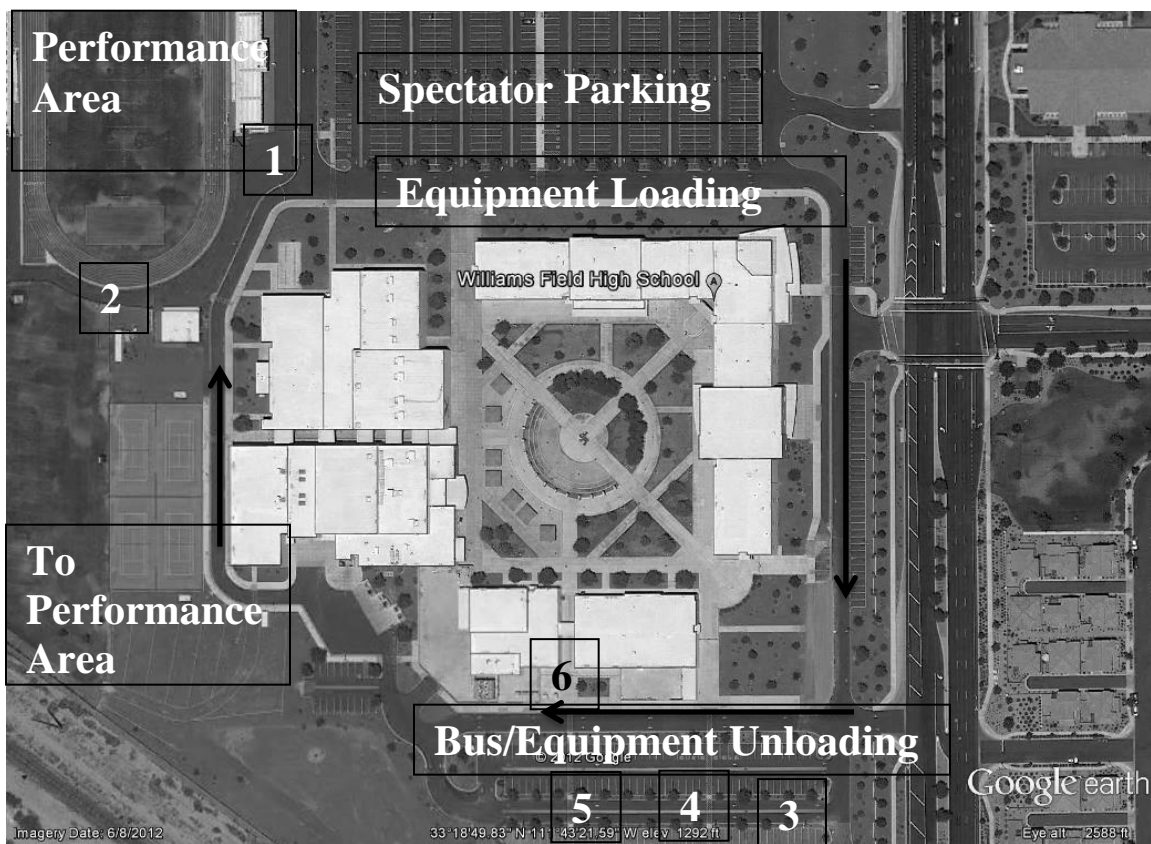 Performance
Area
Spectator Parking
1
Equipment Loading
Williams Field High School
A
2
To
Performance
Area
6
Bus/Equipment Unloading
© 2012 Google
Google earth
5
4
3
Imagery Date: 6/8/2012
33°18'49.83" N 111°43'21.59" W elev 1292 ft
Eye alt 2588 ft